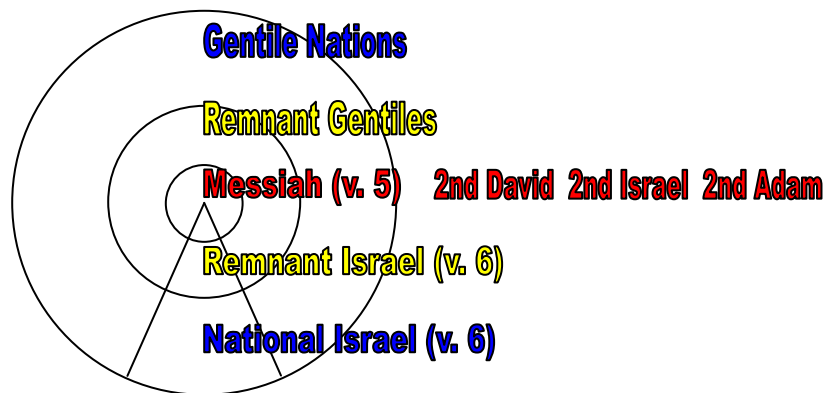 Gentile Nations
Remnant Gentiles
Messiah (v. 5) 2nd David 2nd Israel 2nd Adam
Remnant Israel (v. 6)
National Israel (v. 6)